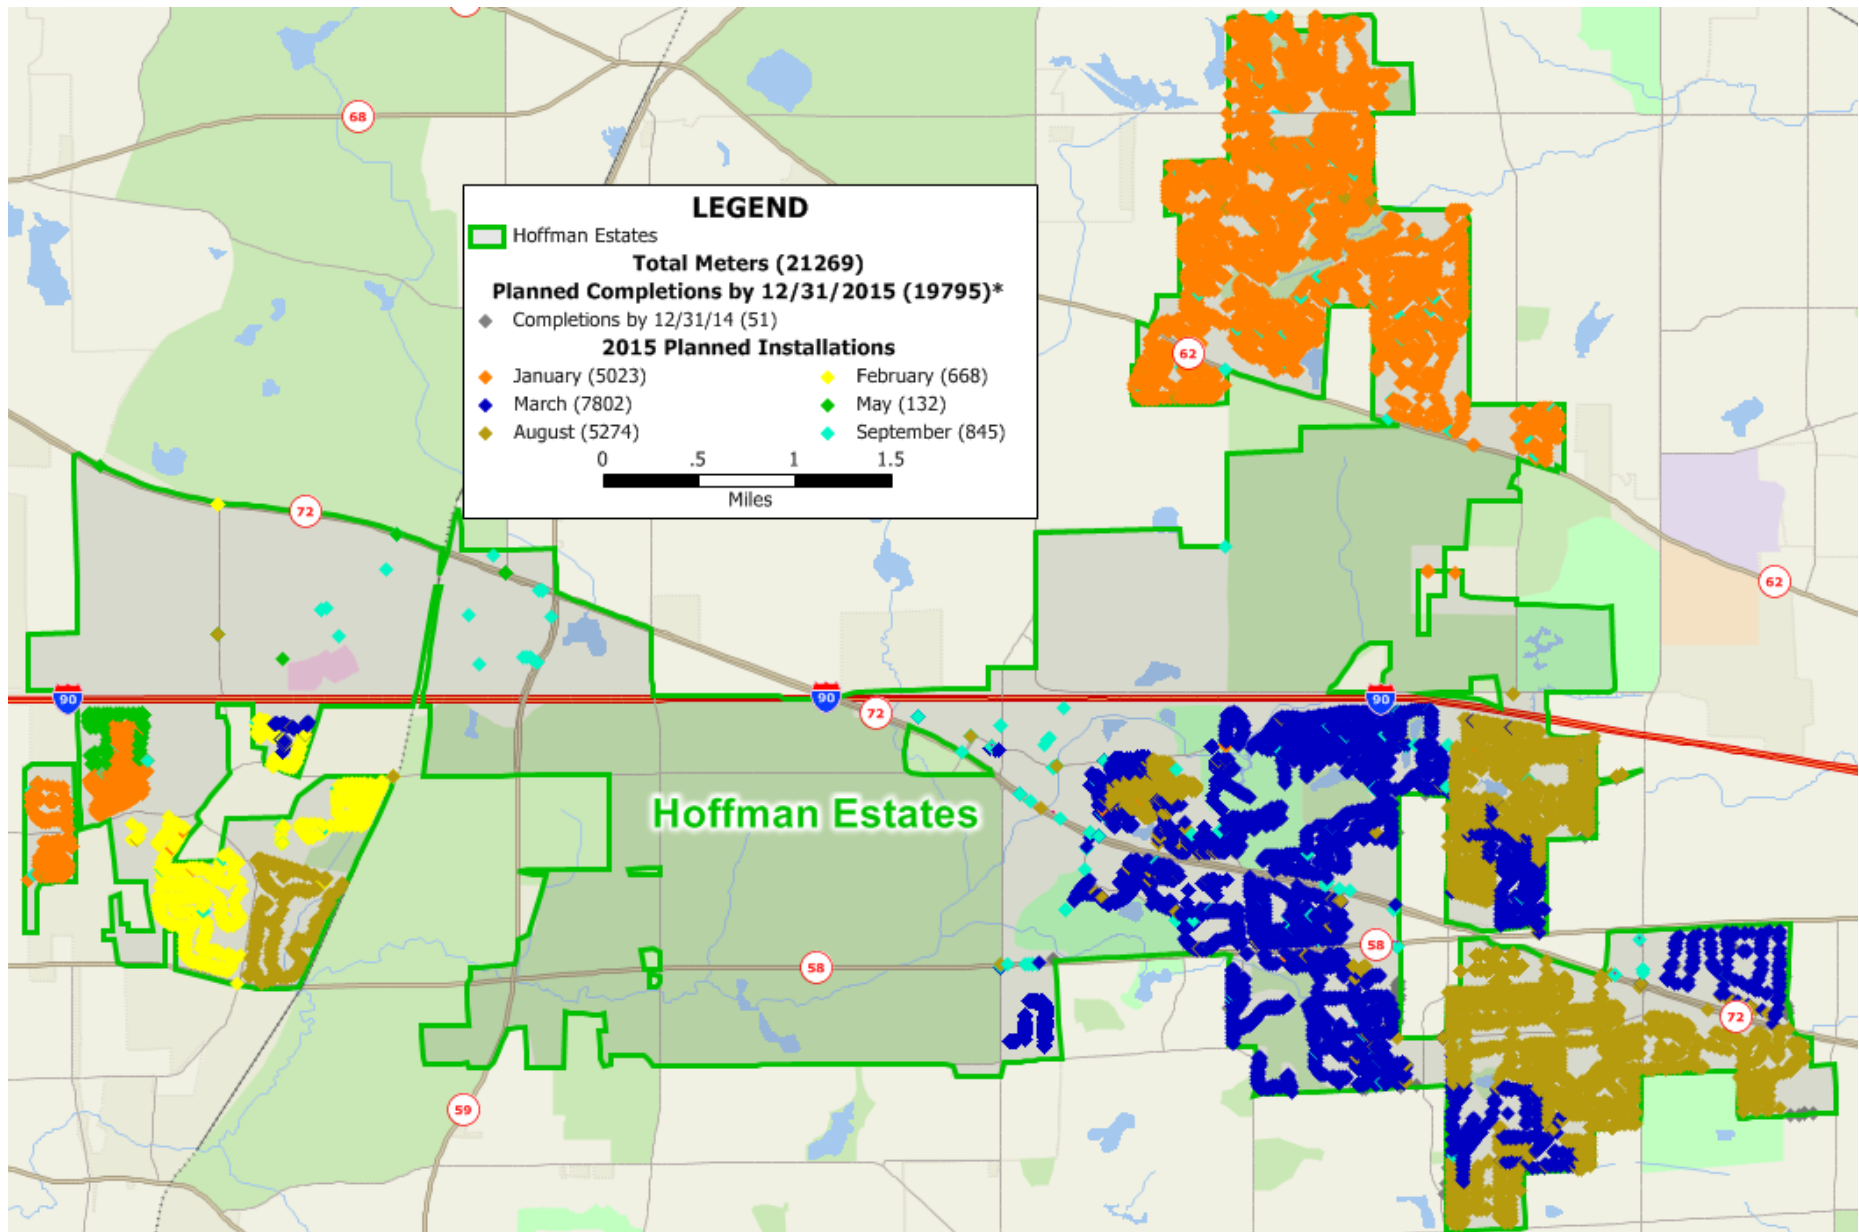 68
LEGEND
Hoffman Estates
Total Meters (21269)
Planned Completions by 12/31/2015 (19795)*
Completions by 12/31/14 (51)
2015 Planned Installations
January (5023) February (668)
March (7802) May (132)
August (5274) September (845)
0 .5 1 1.5
Miles
62
72
62
90 90 90
72
Hoffman Estates
58
58
72
59